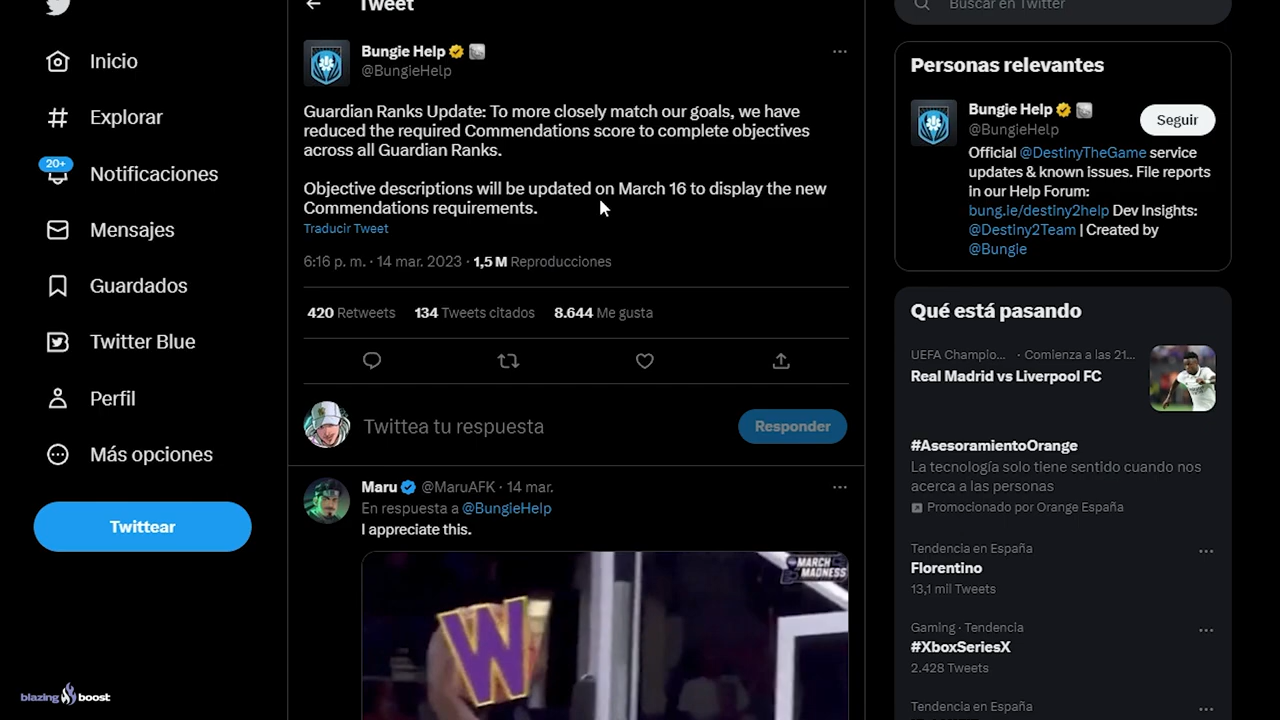 Inicio
Explorar
20+
Notificaciones
Mensajes
Guardados
Twitter Blue
Perfil
Más opciones
Twittear
blazing boost
Tweet
Bungie Help
@BungieHelp
Guardian Ranks Update: To more closely match our goals, we have
reduced the required Commendations score to complete objectives
across all Guardian Ranks.
Objective descriptions will be updated on March 16 to display the new
Commendations requirements.
Traducir Tweet
6:16 p. m. · 14 mar. 2023 · 1,5 M Reproducciones
420 Retweets 134 Tweets citados 8.644 Me gusta
Twittea tu respuesta
Responder
Maru @MaruAFK · 14 mar.
En respuesta a @BungieHelp
I appreciate this.
MARCH
MADNESS
W
Buscar en Twitter
Personas relevantes
Bungie Help
@BungieHelp
Seguir
Official @DestinyTheGame service
updates & known issues. File reports
in our Help Forum:
bung.ie/destiny2help Dev Insights:
@Destiny2Team | Created by
@Bungie
Qué está pasando
UEFA Champio... · Comienza a las 21...
Real Madrid vs Liverpool FC
#AsesoramientoOrange
La tecnología solo tiene sentido cuando nos
acerca a las personas
Promocionado por Orange España
Tendencia en España
Florentino
13,1 mil Tweets
Gaming · Tendencia
#XboxSeriesX
2.428 Tweets
Tendencia en España